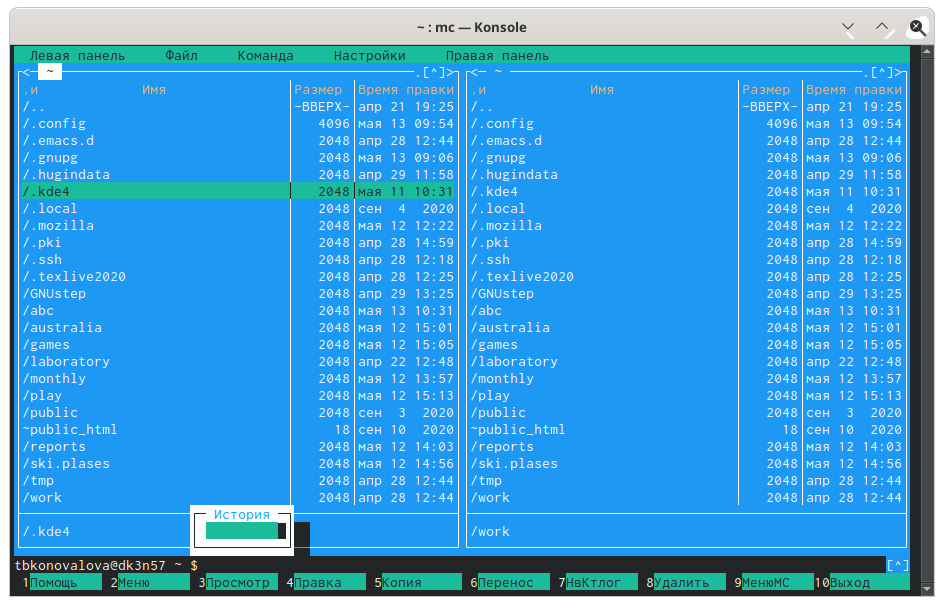 ~ : mc — Konsole
Левая панель Файл Команда Настройки Правая панель
<─ ~ ─.[^]> <─ ~ ─.[^]>
.и Имя Размер Время правки .и Имя Размер Время правки
/.. -ВВЕРХ- апр 21 19:25 /.. -ВВЕРХ- апр 21 19:25
/.config 4096 мая 13 09:54 /.config 4096 мая 13 09:54
/.emacs.d 2048 апр 28 12:44 /.emacs.d 2048 апр 28 12:44
/.gnupg 2048 мая 13 09:06 /.gnupg 2048 мая 13 09:06
/.hugindata 2048 апр 29 11:58 /.hugindata 2048 апр 29 11:58
/.kde4 2048 мая 11 10:31 /.kde4 2048 мая 11 10:31
/.local 2048 сен 4 2020 /.local 2048 сен 4 2020
/.mozilla 2048 мая 12 12:22 /.mozilla 2048 мая 12 12:22
/.pki 2048 апр 28 14:59 /.pki 2048 апр 28 14:59
/.ssh 2048 апр 28 12:18 /.ssh 2048 апр 28 12:18
/.texlive2020 2048 апр 28 12:25 /.texlive2020 2048 апр 28 12:25
/GNUstep 2048 апр 29 13:25 /GNUstep 2048 апр 29 13:25
/abc 2048 мая 13 10:31 /abc 2048 мая 13 10:31
/australia 2048 мая 12 15:01 /australia 2048 мая 12 15:01
/games 2048 мая 12 15:05 /games 2048 мая 12 15:05
/laboratory 2048 апр 22 12:48 /laboratory 2048 апр 22 12:48
/monthly 2048 мая 12 13:57 /monthly 2048 мая 12 13:57
/play 2048 мая 12 15:13 /play 2048 мая 12 15:13
/public 2048 сен 3 2020 /public 2048 сен 3 2020
~public_html 18 сен 10 2020 ~public_html 18 сен 10 2020
/reports 2048 мая 12 14:03 /reports 2048 мая 12 14:03
/ski.plases 2048 мая 12 14:56 /ski.plases 2048 мая 12 14:56
/tmp 2048 апр 28 12:44 /tmp 2048 апр 28 12:44
/work 2048 апр 28 12:44 /work 2048 апр 28 12:44
История
/.kde4 /work
tbkonovalova@dk3n57 ~ $ [^]
1Помощь 2Меню 3Просмотр 4Правка 5Копия 6Перенос 7НвКтлог 8Удалить 9МенюMC 10Выход